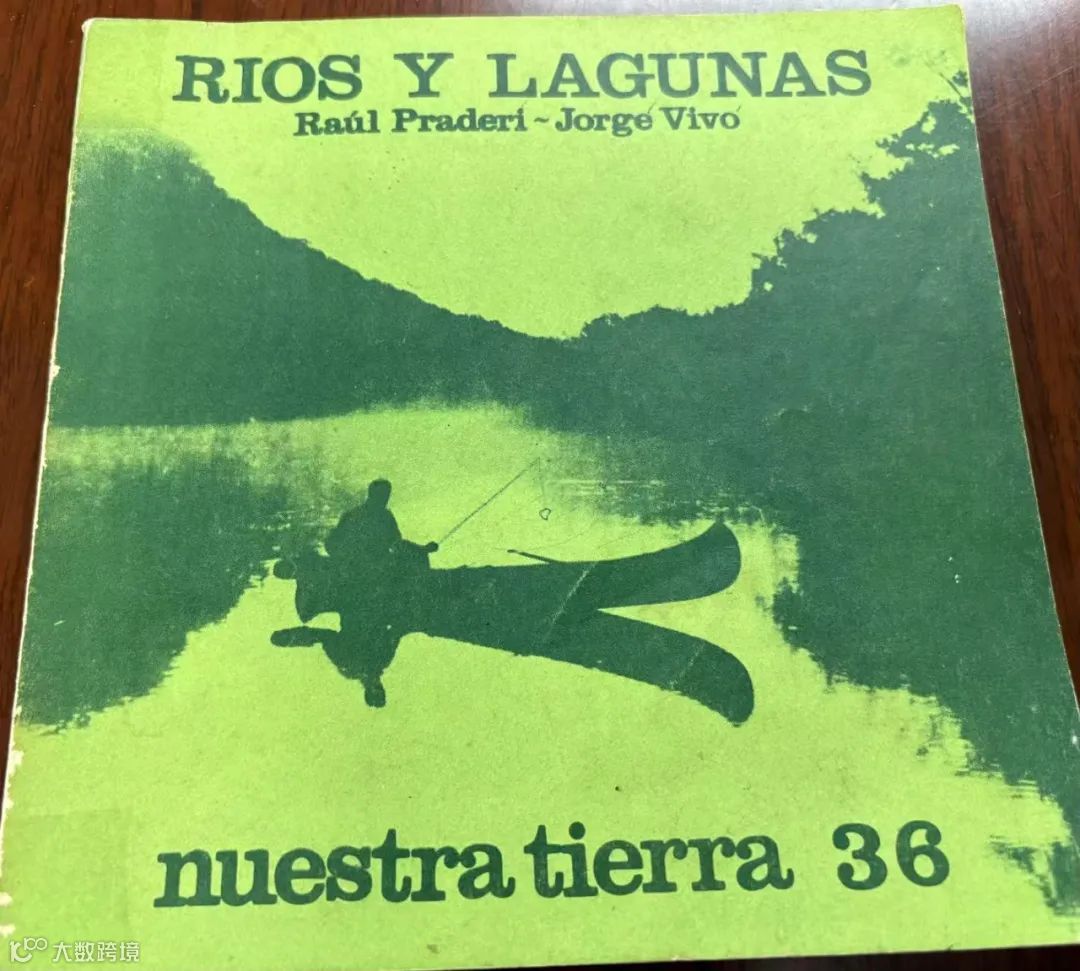 RIOS Y LAGUNAS
Raúl Praderi ~ Jorge Vivo
nuestra tierra 36
大数跨境